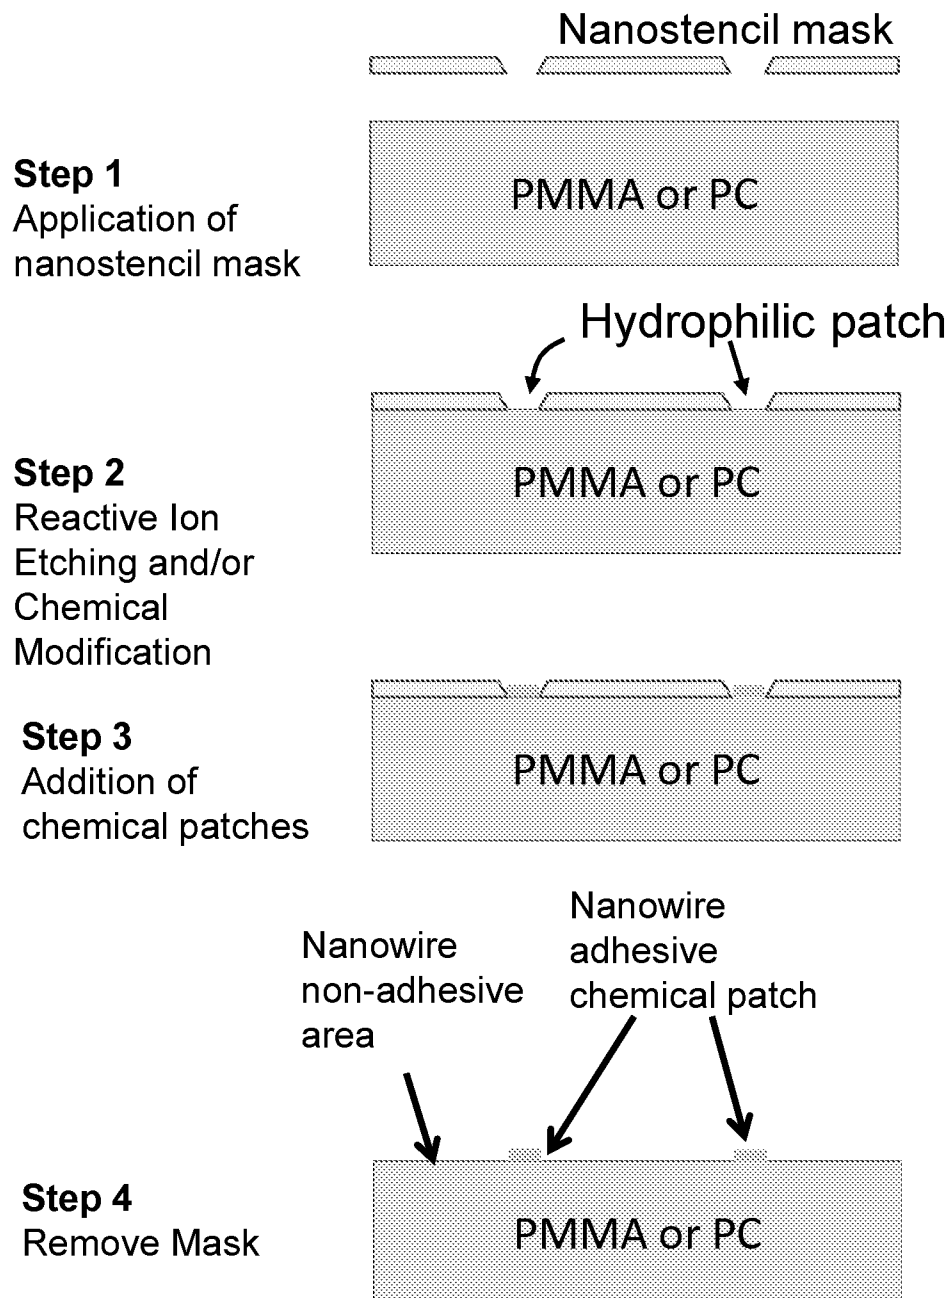 Nanostencil mask
Step 1
Application of
nanostencil mask
PMMA or PC
Hydrophilic patch
Step 2
Reactive Ion
Etching and/or
Chemical
Modification
PMMA or PC
Step 3
Addition of
chemical patches
PMMA or PC
Nanowire
non-adhesive
area
Nanowire
adhesive
chemical patch
Step 4
Remove Mask
PMMA or PC